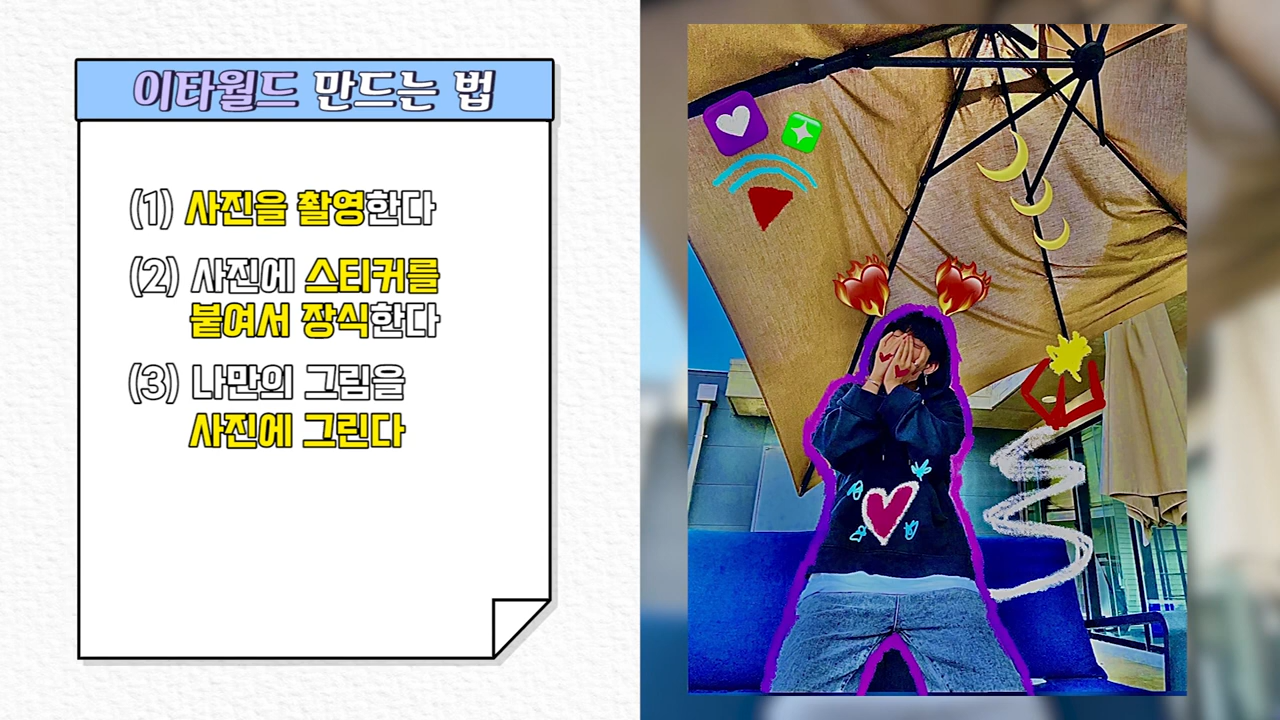 이타월드 만드는 법
(1) 사진을 촬영한다
(2) 사진에 스티커를
붙여서 장식한다
(3) 나만의 그림을
사진에 그린다